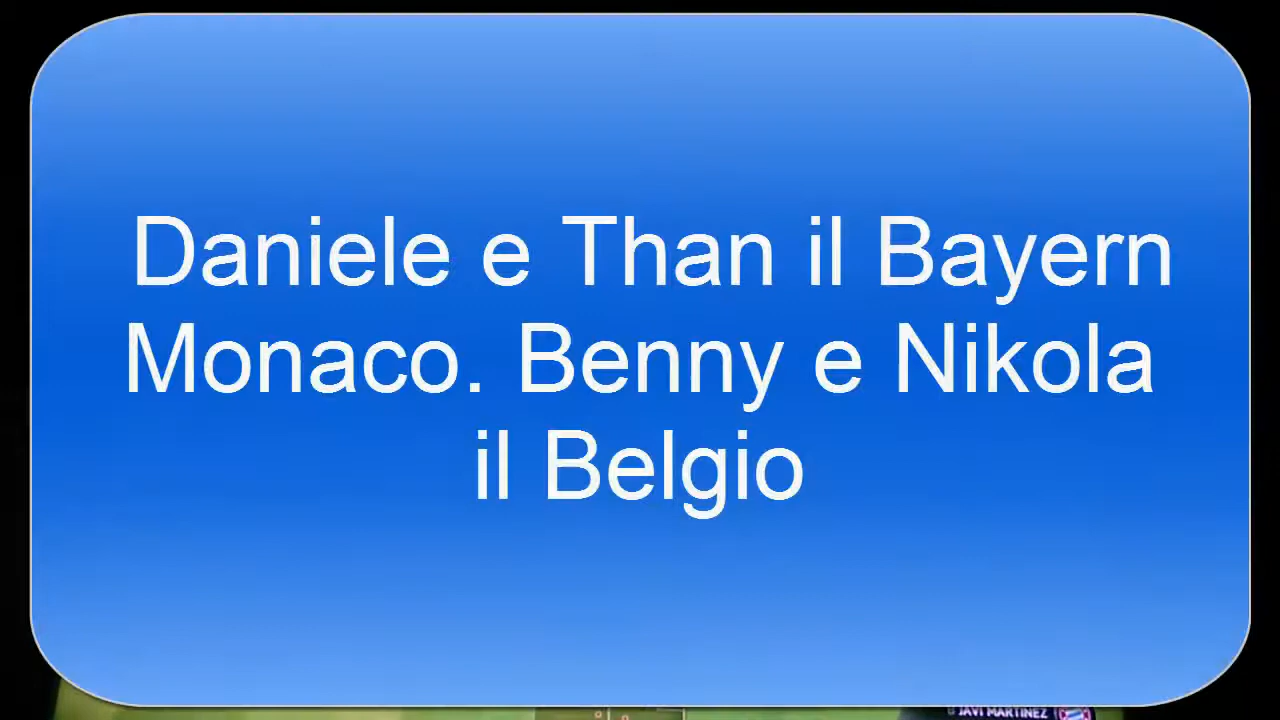 Daniele e Than il Bayern
Monaco. Benny e Nikola
il Belgio
JAVI MARTINEZ